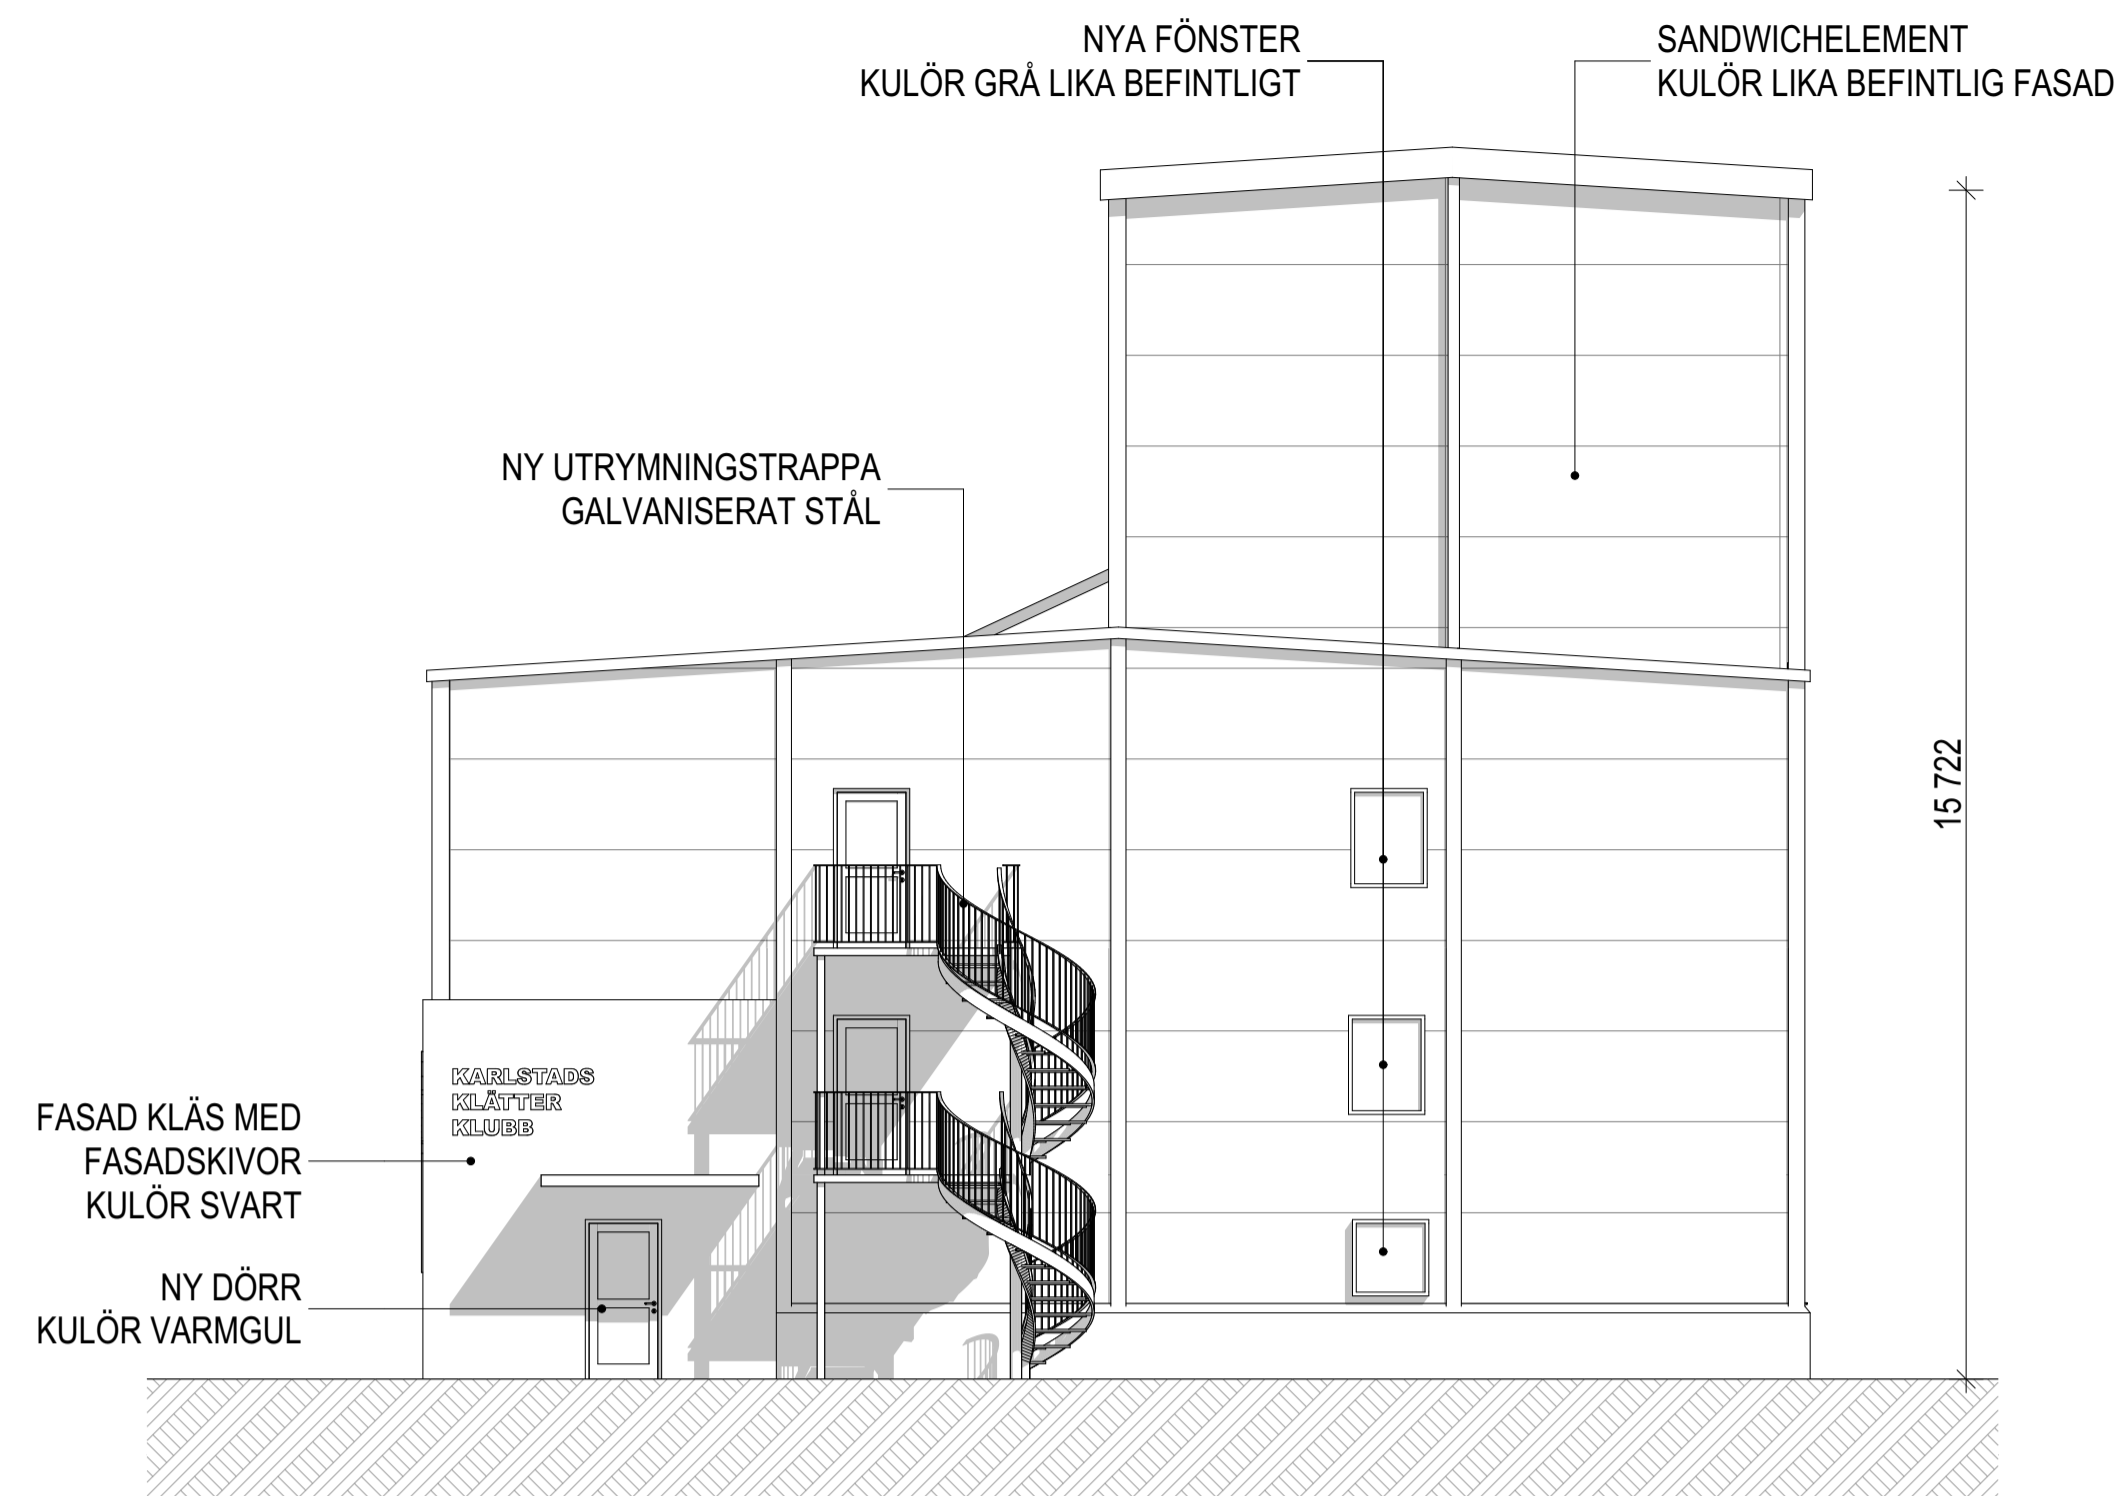 NYA FÖNSTER
KULÖR GRÅ LIKA BEFINTLIGT
SANDWICHELEMENT
KULÖR LIKA BEFINTLIG FASAD
NY UTRYMNINGSTRAPPA
GALVANISERAT STÅL
15 722
KARLSTADS
KLÄTTER
KLUBB
FASAD KLÄS MED
FASADSKIVOR
KULÖR SVART
NY DÖRR
KULÖR VARMGUL